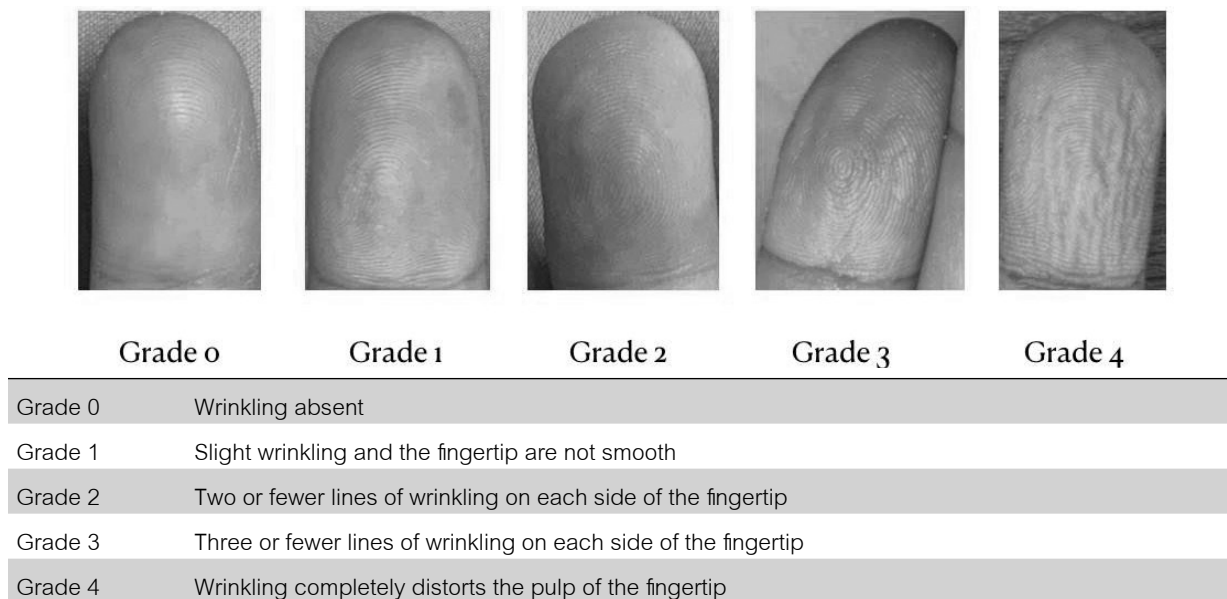 Grade 0 Grade 1 Grade 2 Grade 3 Grade 4
Grade 0 Wrinkling absent
Grade 1 Slight wrinkling and the fingertip are not smooth
Grade 2 Two or fewer lines of wrinkling on each side of the fingertip
Grade 3 Three or fewer lines of wrinkling on each side of the fingertip
Grade 4 Wrinkling completely distorts the pulp of the fingertip